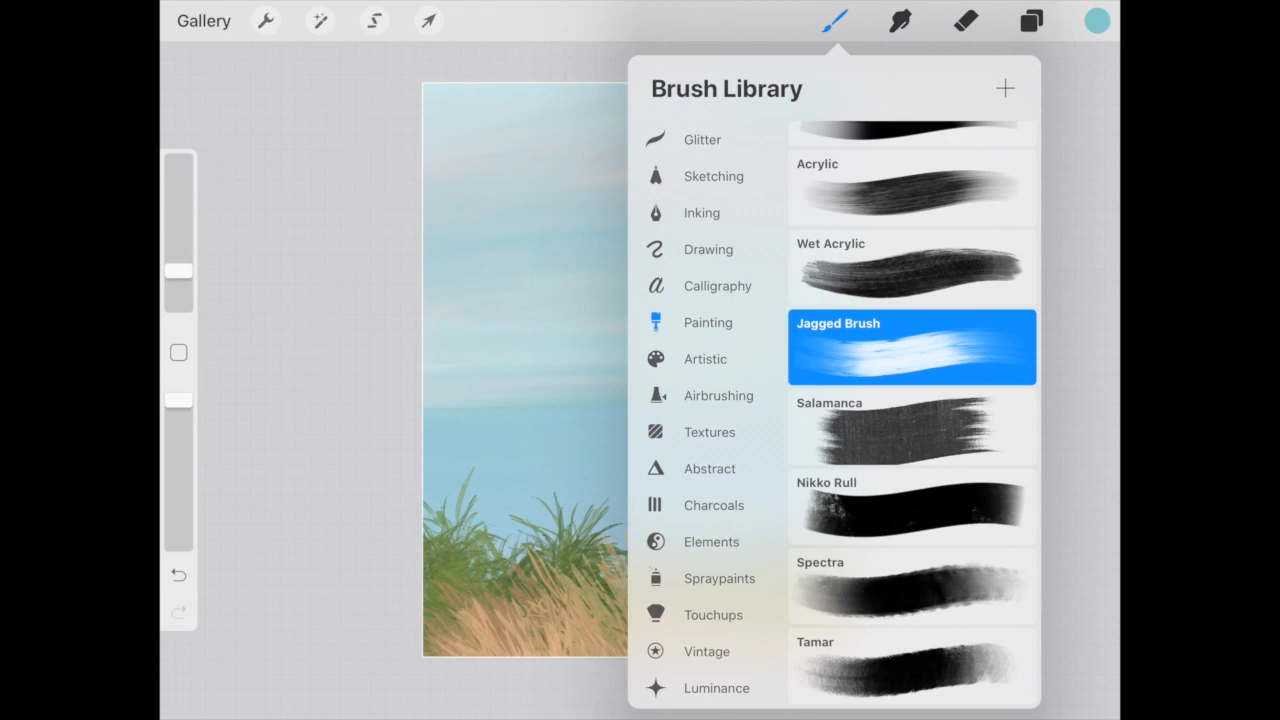 Gallery
Brush Library
Glitter
Sketching
Inking
Drawing
Calligraphy
Painting
Artistic
Airbrushing
Textures
Abstract
Charcoals
Elements
Spraypaints
Touchups
Vintage
Luminance
Acrylic
Wet Acrylic
Jagged Brush
Salamanca
Nikko Rull
Spectra
Tamar